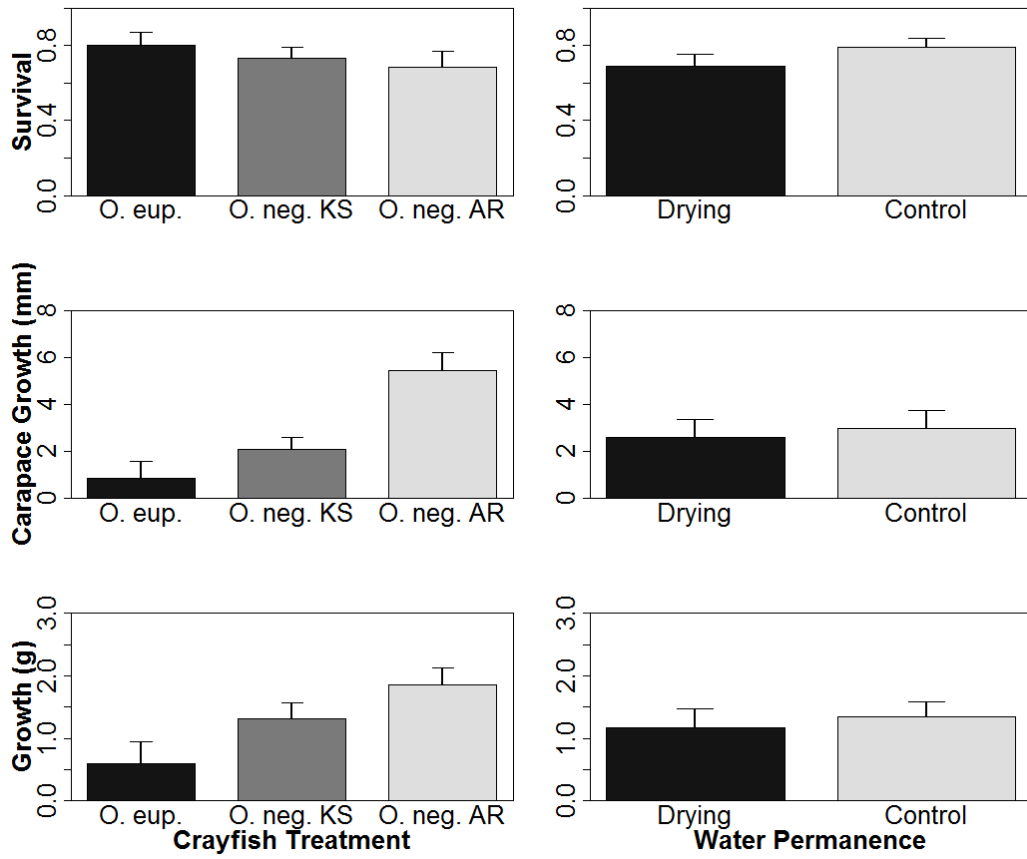 Survival
0.0 0.4 0.8
O. eup. O. neg. KS O. neg. AR
0.0 0.4 0.8
Drying Control
Carapace Growth (mm)
0 2 4 6 8
O. eup. O. neg. KS O. neg. AR
0 2 4 6 8
Drying Control
Growth (g)
0.0 1.0 2.0 3.0
O. eup. O. neg. KS O. neg. AR
Crayfish Treatment
0.0 1.0 2.0 3.0
Drying Control
Water Permanence